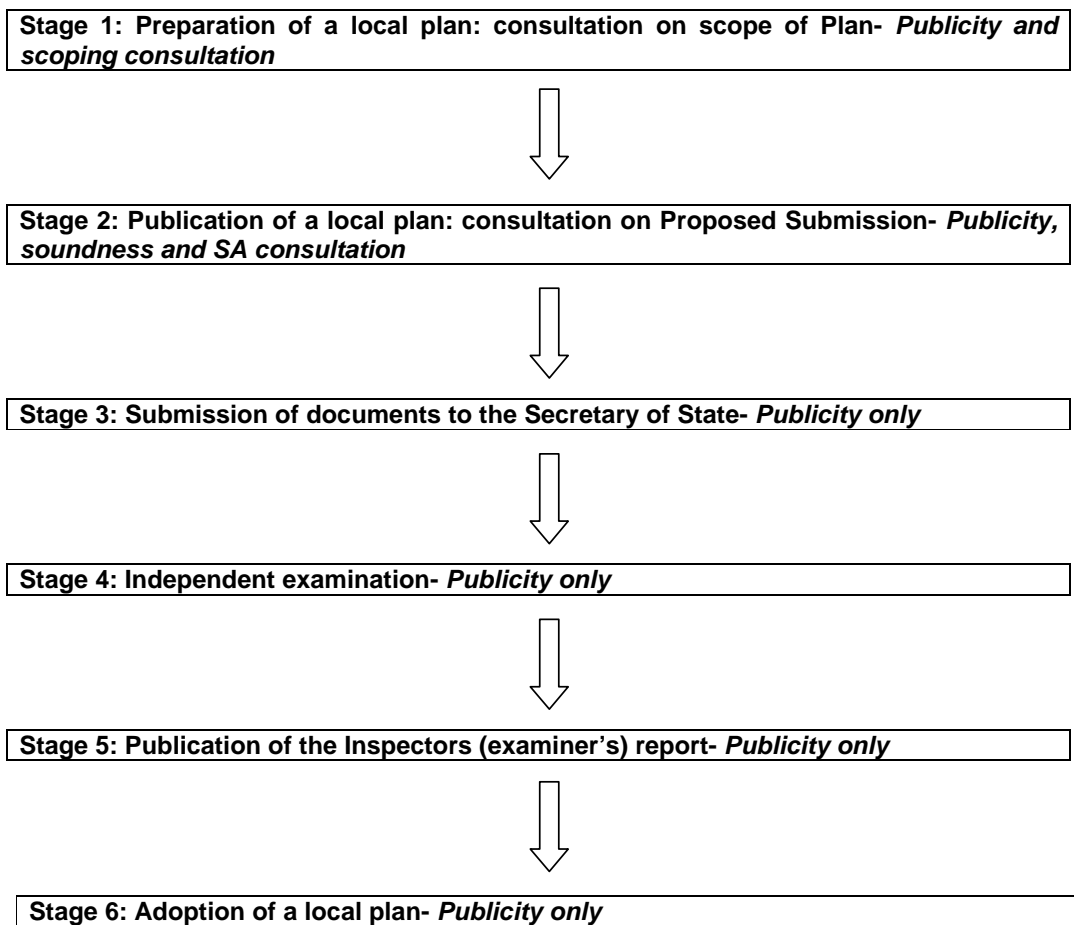 Stage 1: Preparation of a local plan: consultation on scope of Plan- Publicity and
scoping consultation
Stage 2: Publication of a local plan: consultation on Proposed Submission- Publicity,
soundness and SA consultation
Stage 3: Submission of documents to the Secretary of State- Publicity only
Stage 4: Independent examination- Publicity only
Stage 5: Publication of the Inspectors (examiner's) report- Publicity only
Stage 6: Adoption of a local plan- Publicity only